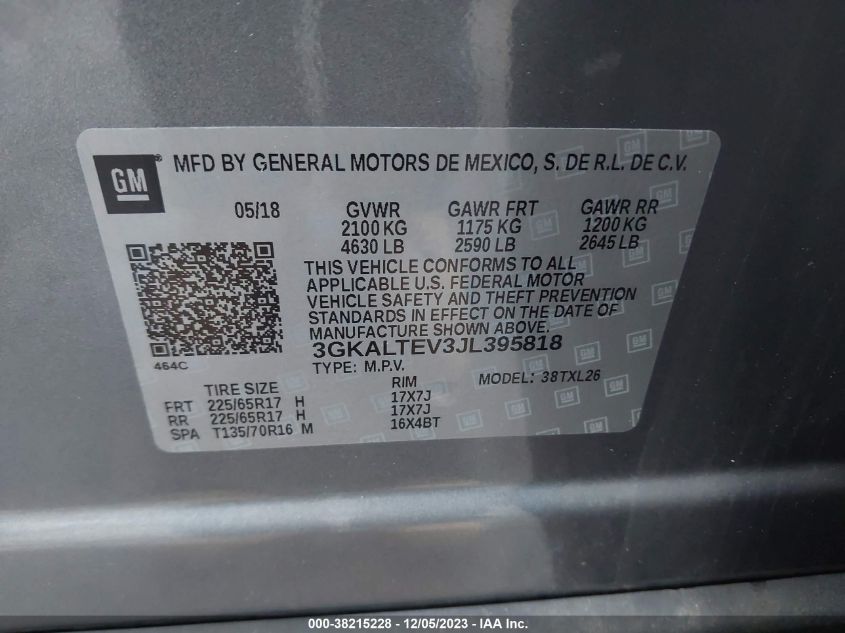 GM
MFD BY GENERAL MOTORS DE MEXICO, S. DE R.L. DE C.V.
05/18 GVWR GAWR FRT GAWR RR
2100 KG 1175 KG 1200 KG
4630 LB 2590 LB 2645 LB
THIS VEHICLE CONFORMS TO ALL
APPLICABLE U.S. FEDERAL MOTOR
VEHICLE SAFETY AND THEFT PREVENTION
STANDARDS IN EFFECT ON THE DATE OF
MANUFACTURE SHOWN ABOVE.
3GKALTEV3JL395818
464C
TYPE: M.P.V. MODEL: 38TXL26
TIRE SIZE RIM
FRT 225/65R17 H 17X7J
RR 225/65R17 H 17X7J
SPA T135/70R16 M 16X4BT
000-38215228 - 12/05/2023 - IAA Inc.